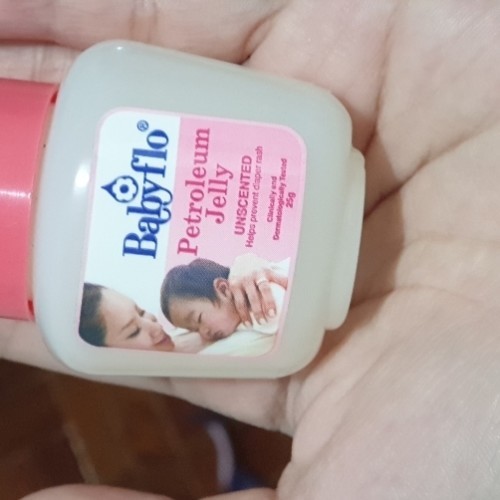 Babyflo®
Petroleum
Jelly
UNSCENTED
Helps prevent diaper rash
Clinically and
Dermatologically Tested
25g